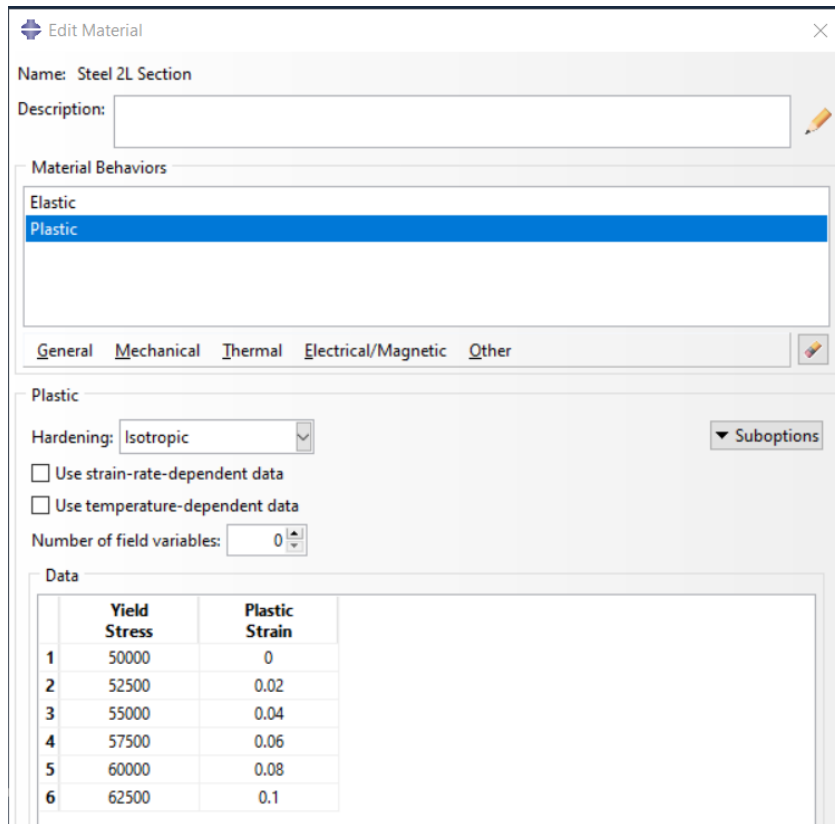 Edit Material
Name: Steel 2L Section
Description:
Material Behaviors
Elastic
Plastic
General Mechanical Thermal Electrical/Magnetic Other
Plastic
Hardening: Isotropic
Suboptions
Use strain-rate-dependent data
Use temperature-dependent data
Number of field variables: 0
Data
Yield Plastic
Stress Strain
1 50000 0
2 52500 0.02
3 55000 0.04
4 57500 0.06
5 60000 0.08
6 62500 0.1